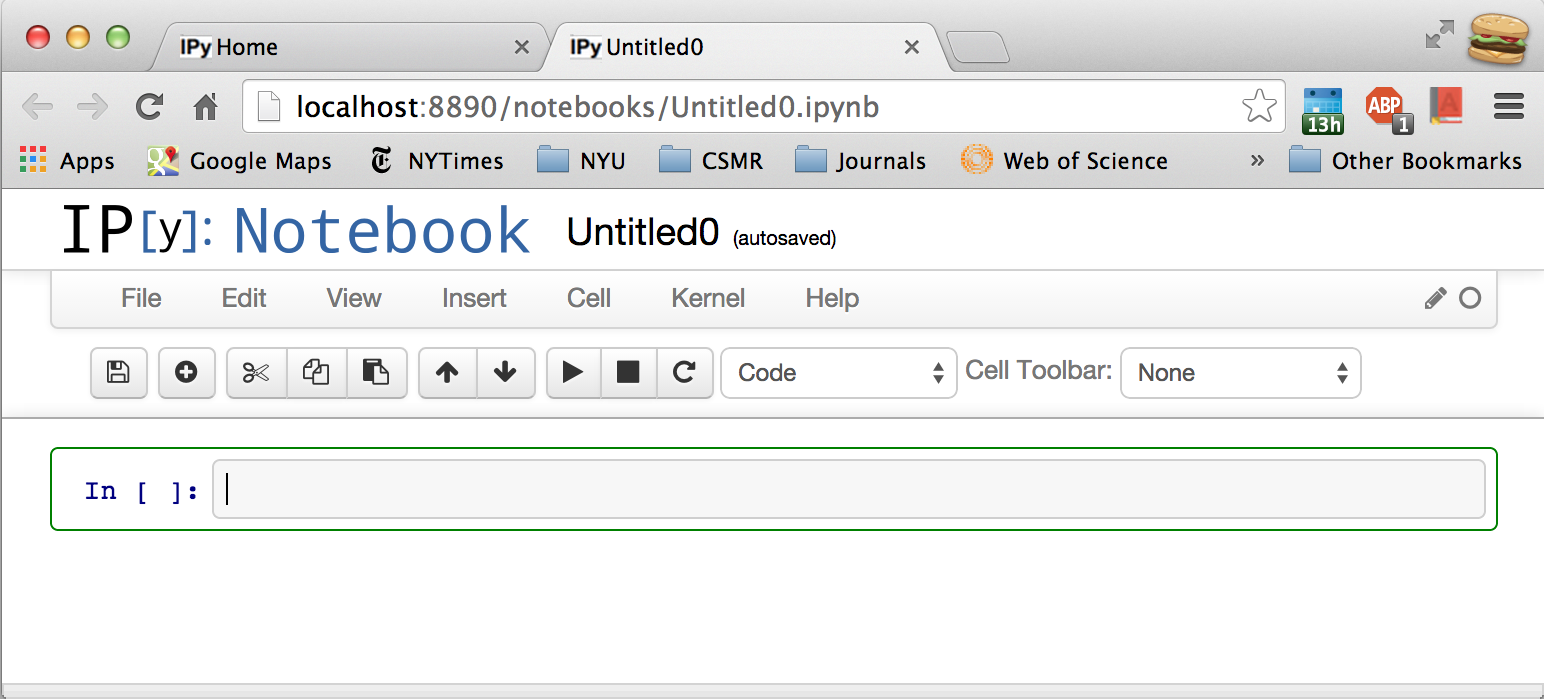 IPy Home IPy Untitled0
localhost:8890/notebooks/Untitled0.ipynb 13h ABP 1 A
Apps Google Maps T NYTimes NYU CSMR Journals Web of Science » Other Bookmarks
IP[y]: Notebook Untitled0 (autosaved)
File Edit View Insert Cell Kernel Help
Code Cell Toolbar: None
In [ ]: